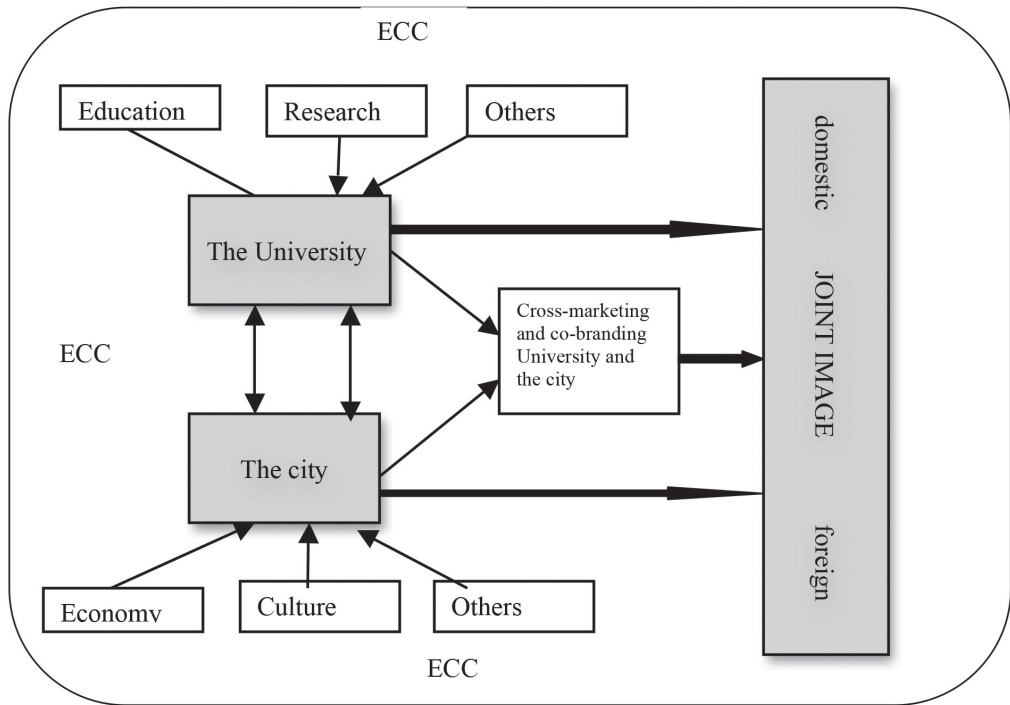 ECC
Education
Research
Others
The University
domestic
JOINT IMAGE
foreign
Cross-marketing
and co-branding
University and
the city
ECC
The city
Economy
Culture
Others
ECC